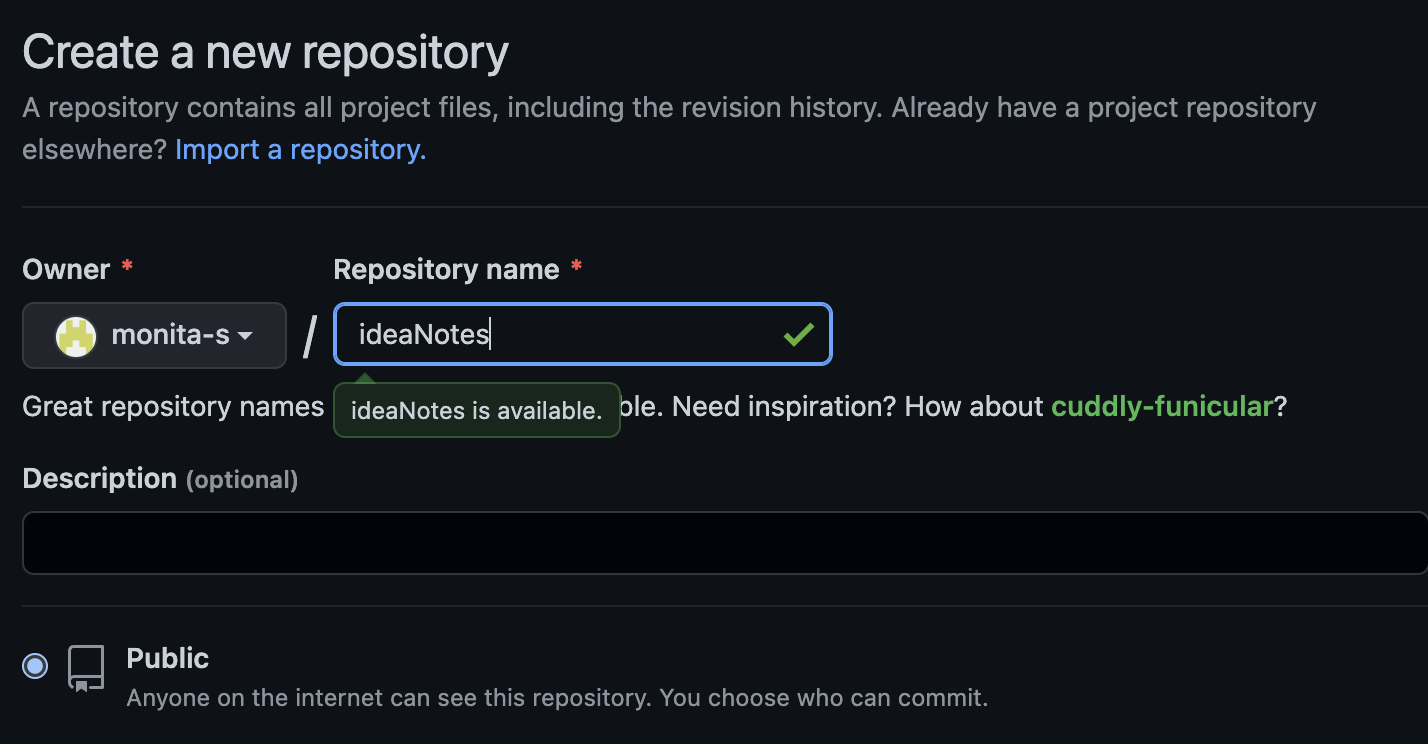 Create a new repository
A repository contains all project files, including the revision history. Already have a project repository
elsewhere? Import a repository.
Owner *
Repository name *
monita-s
/
ideaNotes
Great repository names
ideaNotes is available.
ble. Need inspiration? How about cuddly-funicular?
Description (optional)
Public
Anyone on the internet can see this repository. You choose who can commit.